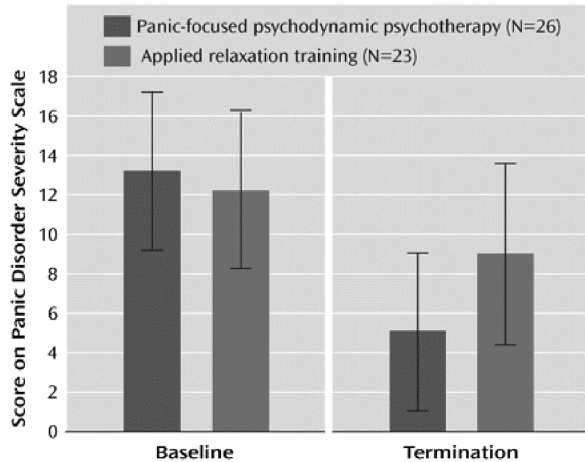 Panic-focused psychodynamic psychotherapy (N=26)
Applied relaxation training (N=23)
Score on Panic Disorder Severity Scale
18
16
14
12
10
8
6
4
2
0
Baseline
Termination